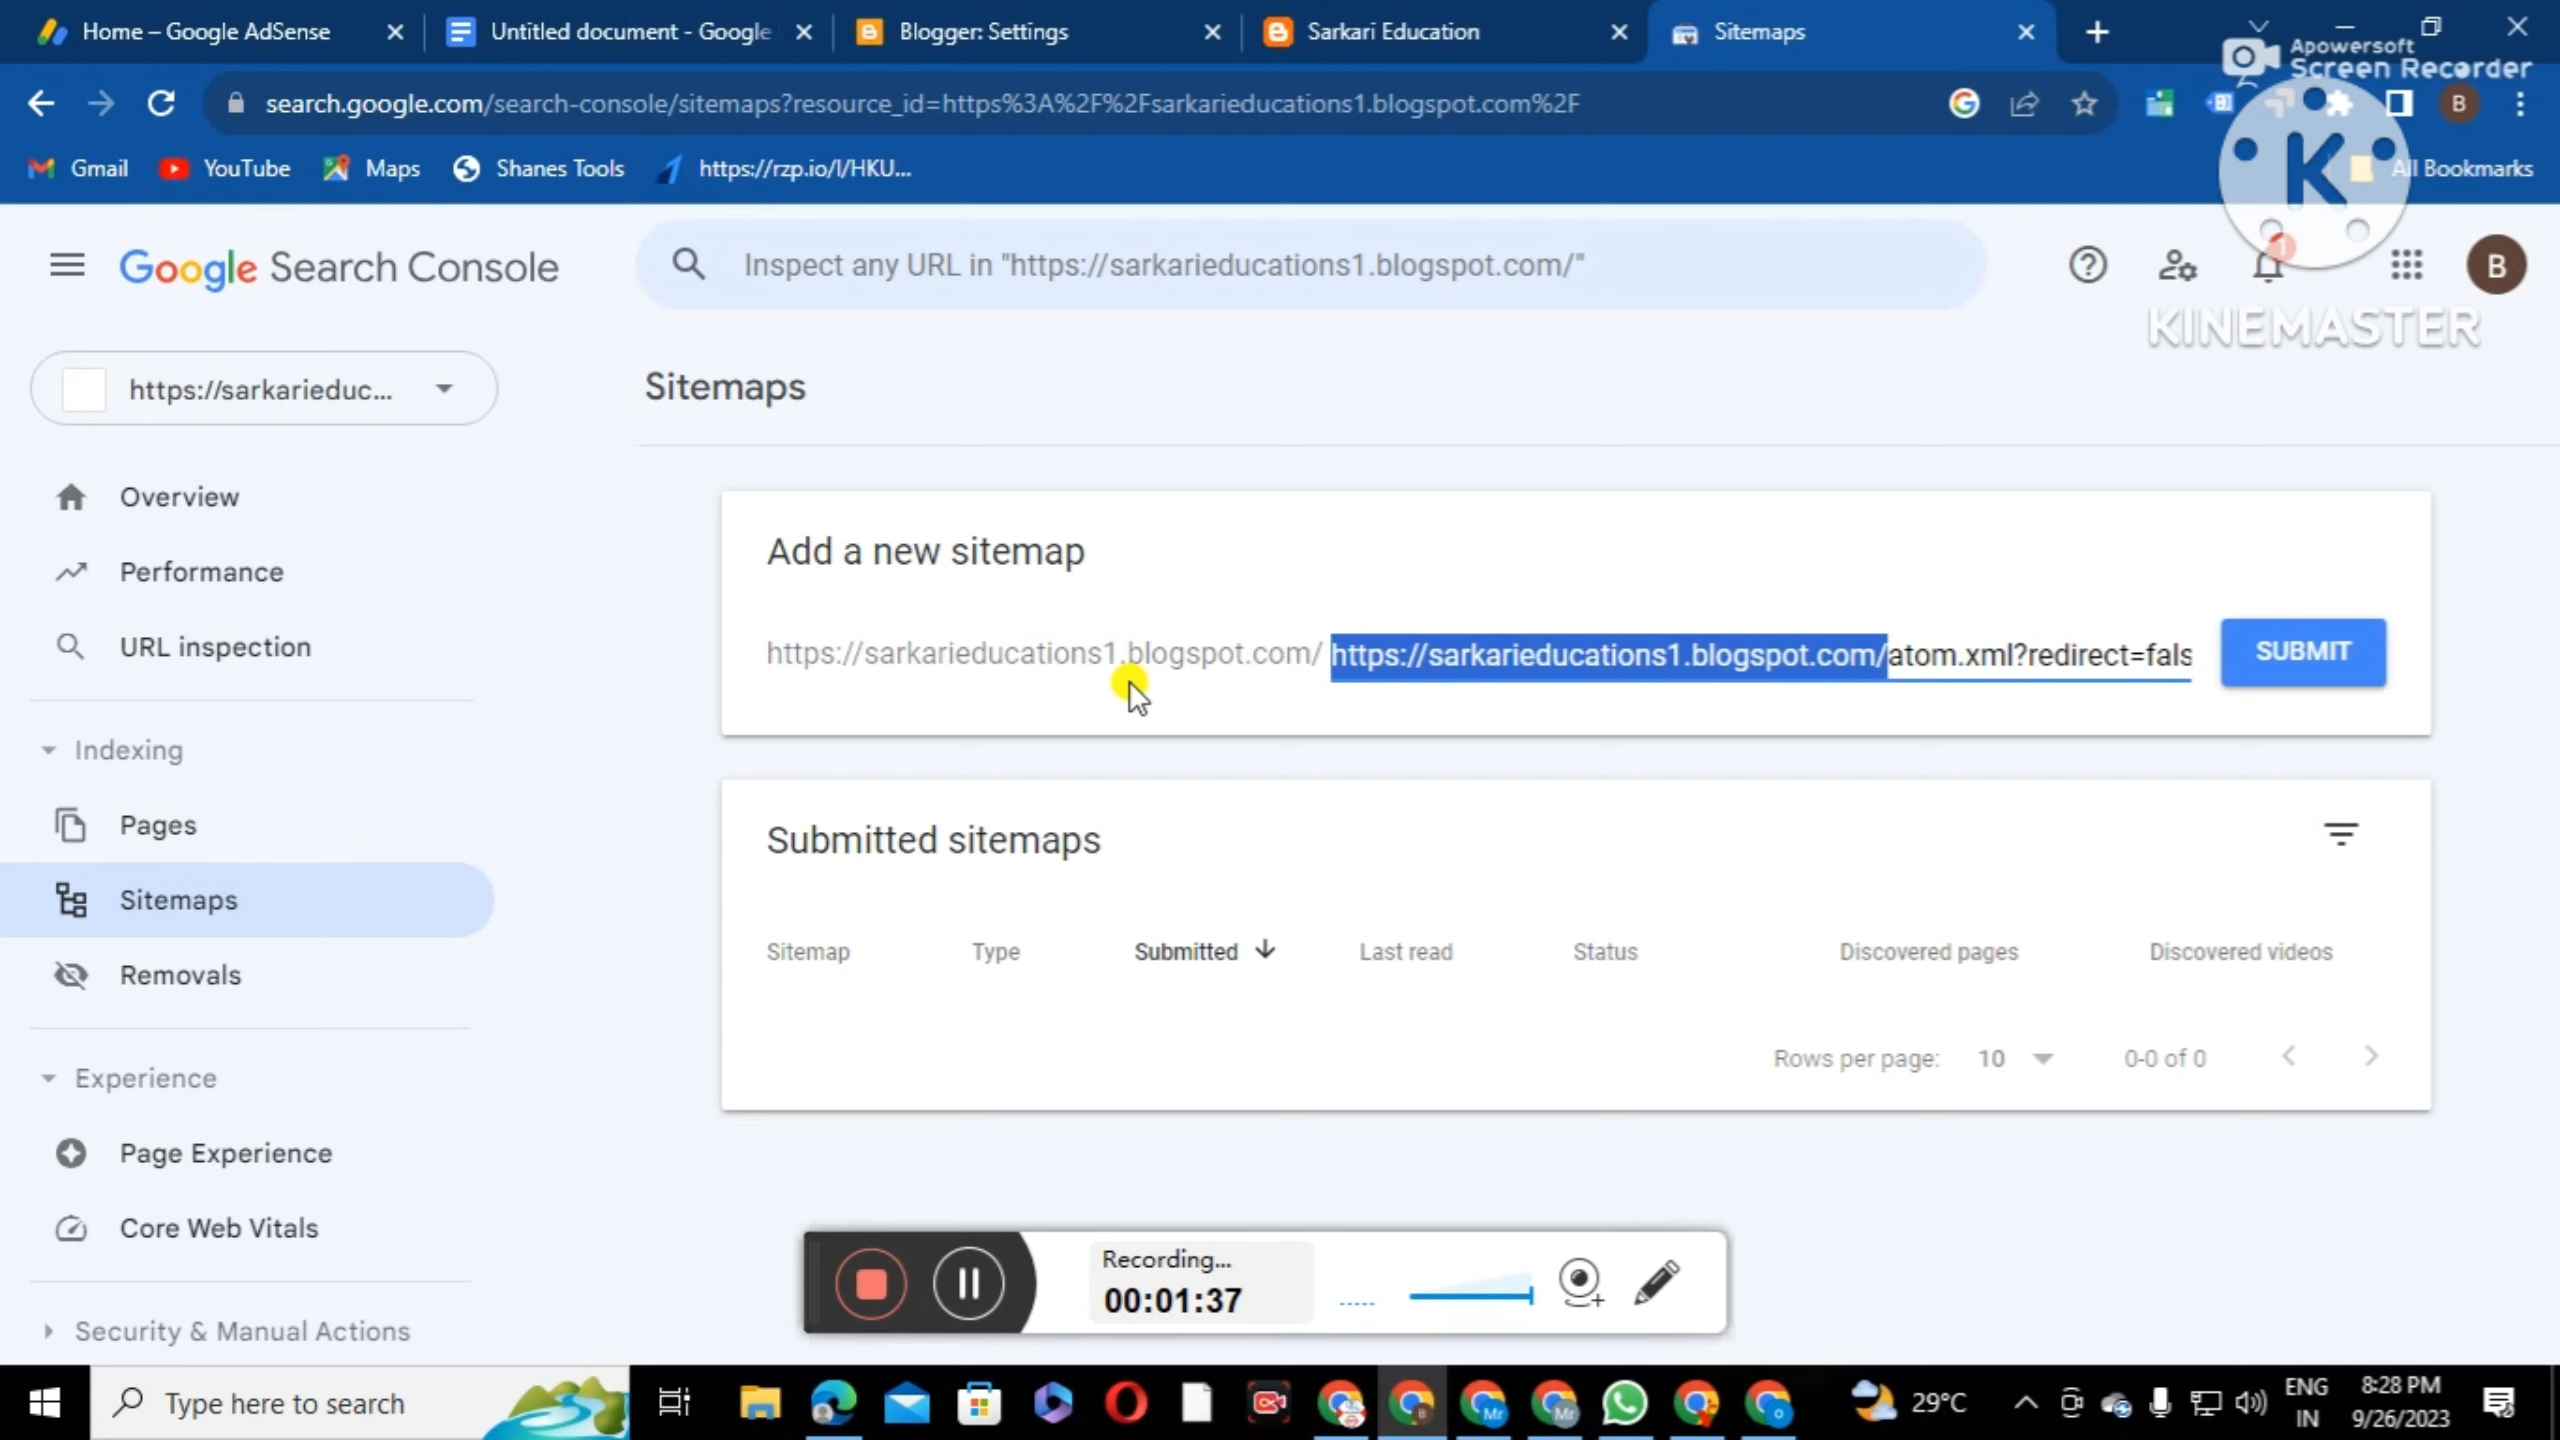 Home – Google AdSense
Untitled document - Google
Blogger: Settings
Sarkari Education
Sitemaps
Apowersoft
Screen Recorder
search.google.com/search-console/sitemaps?resource_id=https%3A%2F%2Fsarkarieducations1.blogspot.com%2F
B
Gmail
YouTube
Maps
Shanes Tools
https://rzp.io/l/HKU...
All Bookmarks
K
KINEMASTER
Google Search Console
Inspect any URL in "https://sarkarieducations1.blogspot.com/"
1
B
https://sarkarieduc...
Sitemaps
Overview
Performance
URL inspection
Indexing
Pages
Sitemaps
Removals
Experience
Page Experience
Core Web Vitals
Security & Manual Actions
Add a new sitemap
https://sarkarieducations1.blogspot.com/ https://sarkarieducations1.blogspot.com/atom.xml?redirect=fals
SUBMIT
Submitted sitemaps
Sitemap Type Submitted Last read Status Discovered pages Discovered videos
Rows per page: 10 0-0 of 0
Recording...
00:01:37
Type here to search
29°C
ENG
IN
8:28 PM
9/26/2023